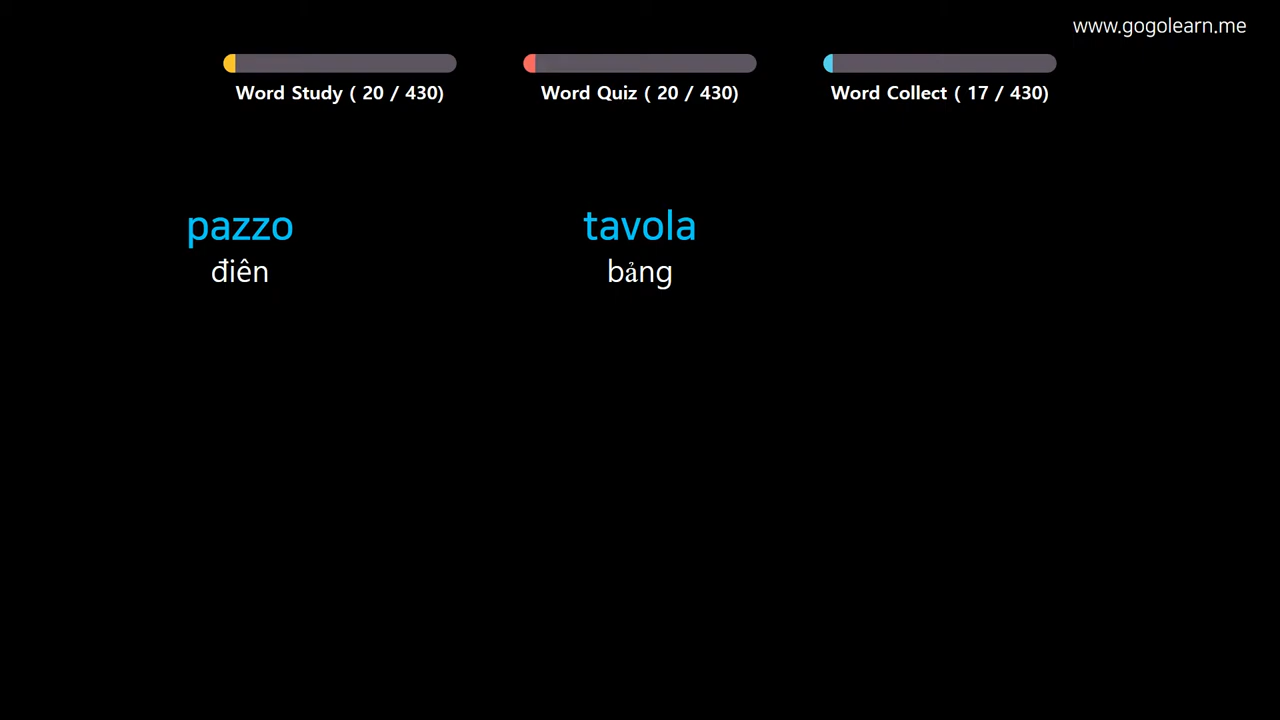 www.gogolearn.me
Word Study ( 20 / 430)
Word Quiz ( 20 / 430)
Word Collect ( 17 / 430)
pazzo
điên
tavola
bảng